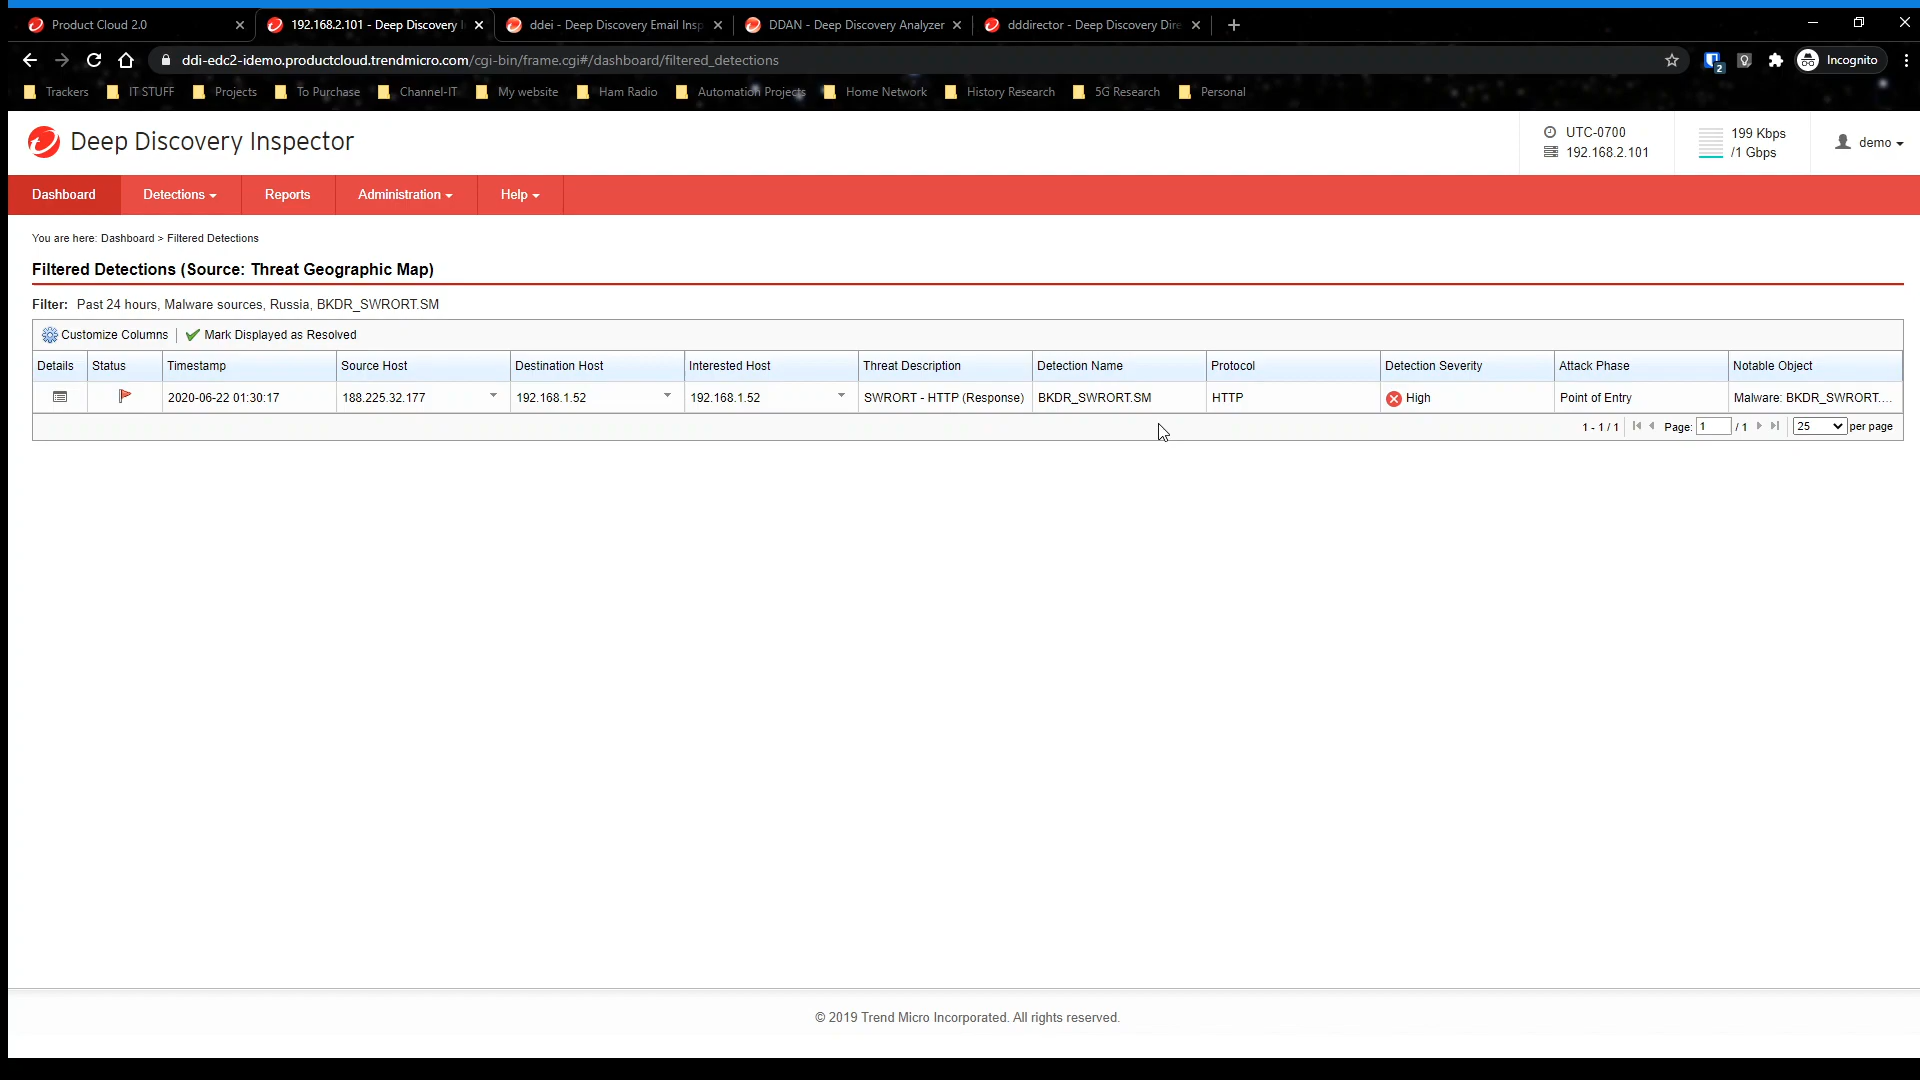 Product Cloud 2.0
192.168.2.101 - Deep Discovery I
ddei - Deep Discovery Email Insp
DDAN - Deep Discovery Analyzer
dddirector - Deep Discovery Dire
ddi-edc2-idemo.productcloud.trendmicro.com/cgi-bin/frame.cgi#/dashboard/filtered_detections
2
Incognito
Trackers
IT STUFF
Projects
To Purchase
Channel-IT
My website
Ham Radio
Automation Projects
Home Network
History Research
5G Research
Personal
Deep Discovery Inspector
UTC-0700
192.168.2.101
199 Kbps
/1 Gbps
demo
Dashboard
Detections
Reports
Administration
Help
You are here: Dashboard > Filtered Detections
Filtered Detections (Source: Threat Geographic Map)
Filter: Past 24 hours, Malware sources, Russia, BKDR_SWRORT.SM
Customize Columns
Mark Displayed as Resolved
Details Status Timestamp Source Host Destination Host Interested Host Threat Description Detection Name Protocol Detection Severity Attack Phase Notable Object
2020-06-22 01:30:17 188.225.32.177 192.168.1.52 192.168.1.52 SWRORT - HTTP (Response) BKDR_SWRORT.SM HTTP High Point of Entry Malware: BKDR_SWRORT....
1 - 1 / 1 Page: 1 / 1 25 per page
© 2019 Trend Micro Incorporated. All rights reserved.